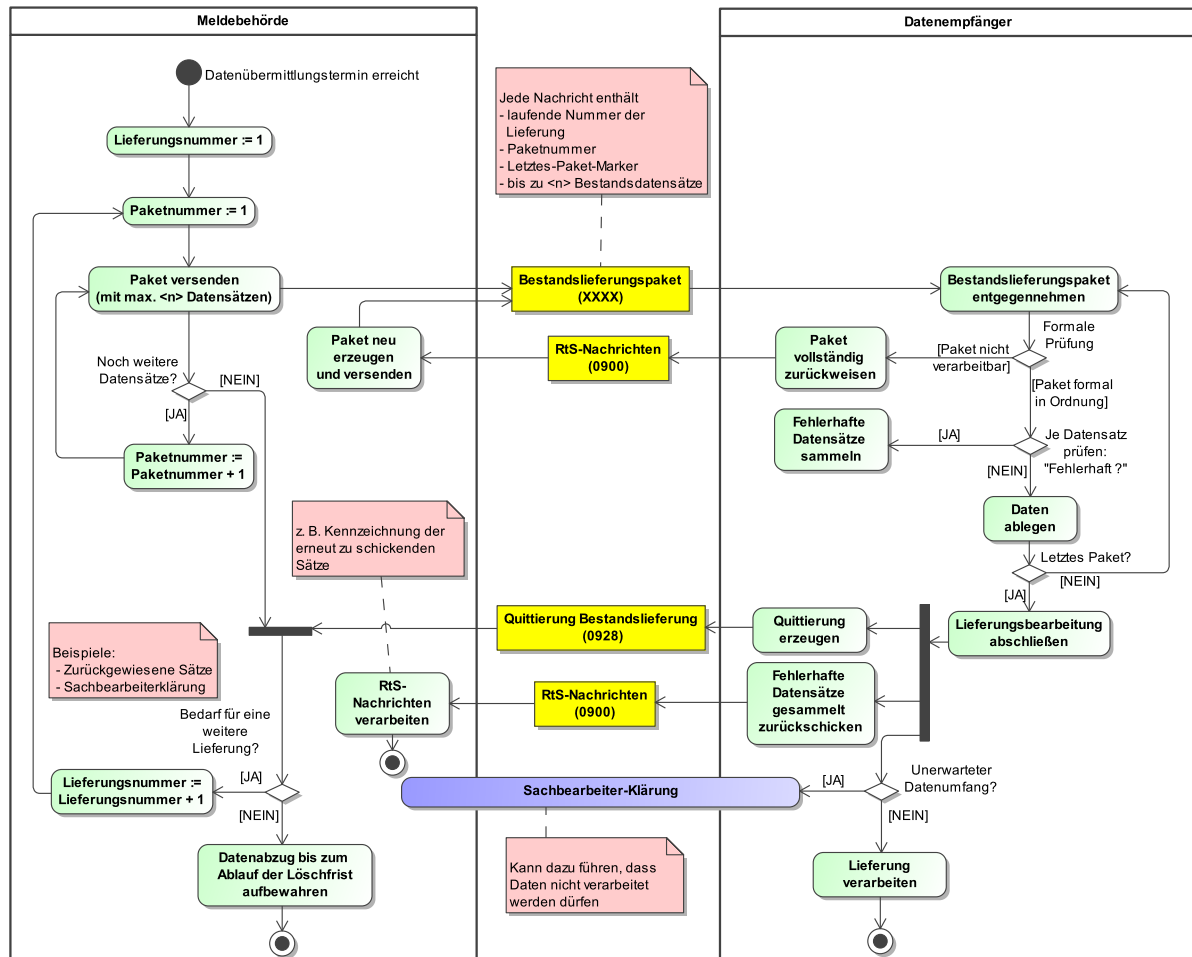 Meldebehörde
Datenempfänger
Datenübermittlungstermin erreicht
Lieferungsnummer := 1
Paketnummer := 1
Paket versenden
(mit max. <n> Datensätzen)
Noch weitere
Datensätze?
[NEIN]
[JA]
Paketnummer :=
Paketnummer + 1
Jede Nachricht enthält
- laufende Nummer der
Lieferung
- Paketnummer
- Letztes-Paket-Marker
- bis zu <n> Bestandsdatensätze
Bestandslieferungspaket
(XXXX)
Paket neu
erzeugen
und versenden
RtS-Nachrichten
(0900)
Bestandslieferungspaket
entgegennehmen
Formale
Prüfung
[Paket nicht
verarbeitbar]
Paket
vollständig
zurückweisen
[Paket formal
in Ordnung]
Fehlerhafte
Datensätze
sammeln
[JA]
Je Datensatz
prüfen:
"Fehlerhaft ?"
[NEIN]
Daten
ablegen
Letztes Paket?
[NEIN]
[JA]
Lieferungsbearbeitung
abschließen
z. B. Kennzeichnung der
erneut zu schickenden
Sätze
Quittierung Bestandslieferung
(0928)
Quittierung
erzeugen
Beispiele:
- Zurückgewiesene Sätze
- Sachbearbeiterklärung
RtS-
Nachrichten
verarbeiten
RtS-Nachrichten
(0900)
Fehlerhafte
Datensätze
gesammelt
zurückschicken
Bedarf für eine
weitere
Lieferung?
[JA]
Lieferungsnummer :=
Lieferungsnummer + 1
[NEIN]
Sachbearbeiter-Klärung
[JA]
Unerwarteter
Datenumfang?
[NEIN]
Datenabzug bis zum
Ablauf der Löschfrist
aufbewahren
Kann dazu führen, dass
Daten nicht verarbeitet
werden dürfen
Lieferung
verarbeiten